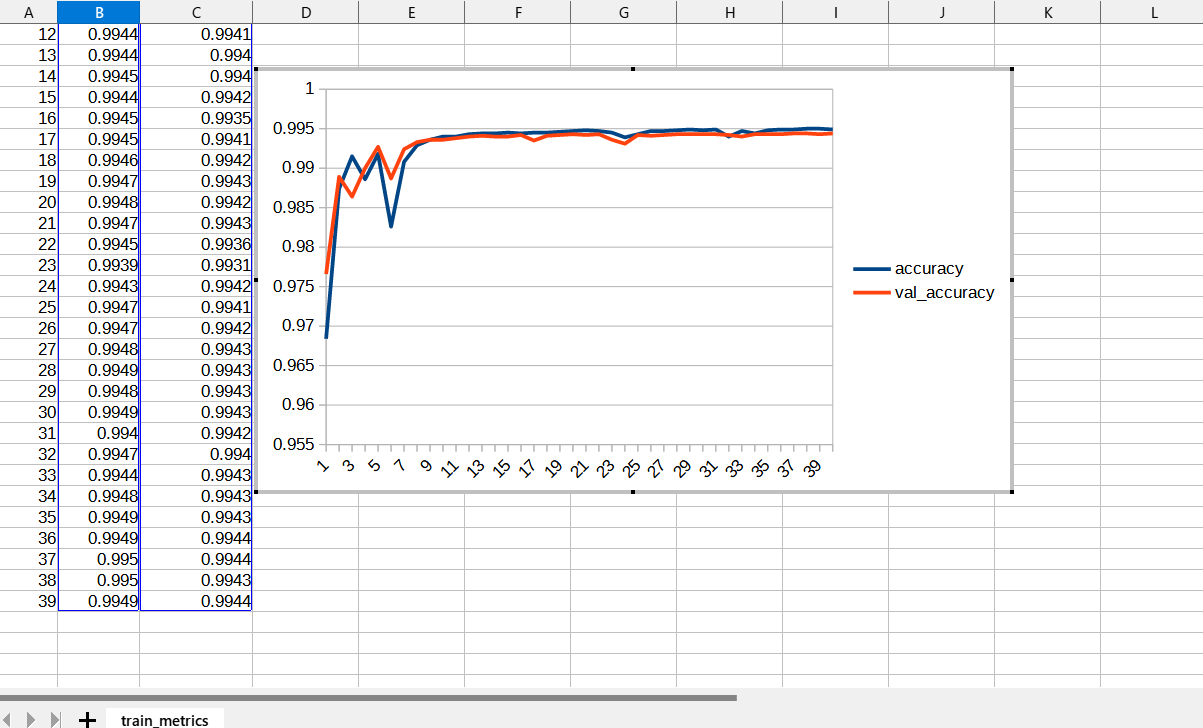 A B C D E F G H I J K L
12 0.9944 0.9941
13 0.9944 0.994
14 0.9945 0.994
15 0.9944 0.9942
16 0.9945 0.9935
17 0.9945 0.9941
18 0.9946 0.9942
19 0.9947 0.9943
20 0.9948 0.9942
21 0.9947 0.9943
22 0.9945 0.9936
23 0.9939 0.9931
24 0.9943 0.9942
25 0.9947 0.9941
26 0.9947 0.9942
27 0.9948 0.9943
28 0.9949 0.9943
29 0.9948 0.9943
30 0.9949 0.9943
31 0.994 0.9942
32 0.9947 0.994
33 0.9944 0.9943
34 0.9948 0.9943
35 0.9949 0.9943
36 0.9949 0.9944
37 0.995 0.9944
38 0.995 0.9943
39 0.9949 0.9944
1
0.995
0.99
0.985
0.98
0.975
0.97
0.965
0.96
0.955
1 3 5 7 9 11 13 15 17 19 21 23 25 27 29 31 33 35 37 39
accuracy
val_accuracy
train_metrics